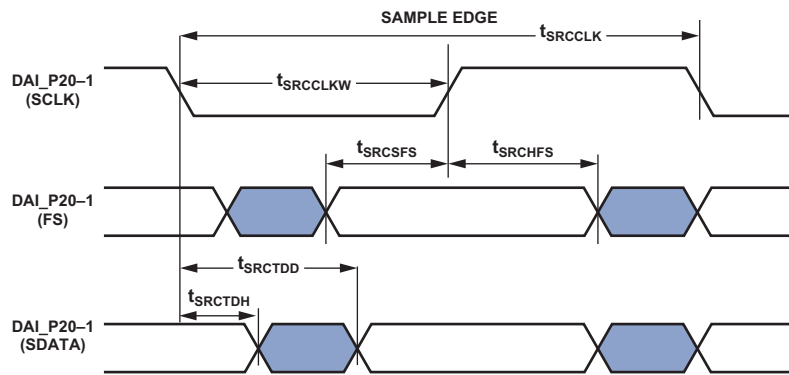 SAMPLE EDGE
tSRCCLK
DAI_P20–1
(SCLK)
tSRCCLKW
tSRCSFS
tSRCHFS
DAI_P20–1
(FS)
tSRCTDD
tSRCTDH
DAI_P20–1
(SDATA)